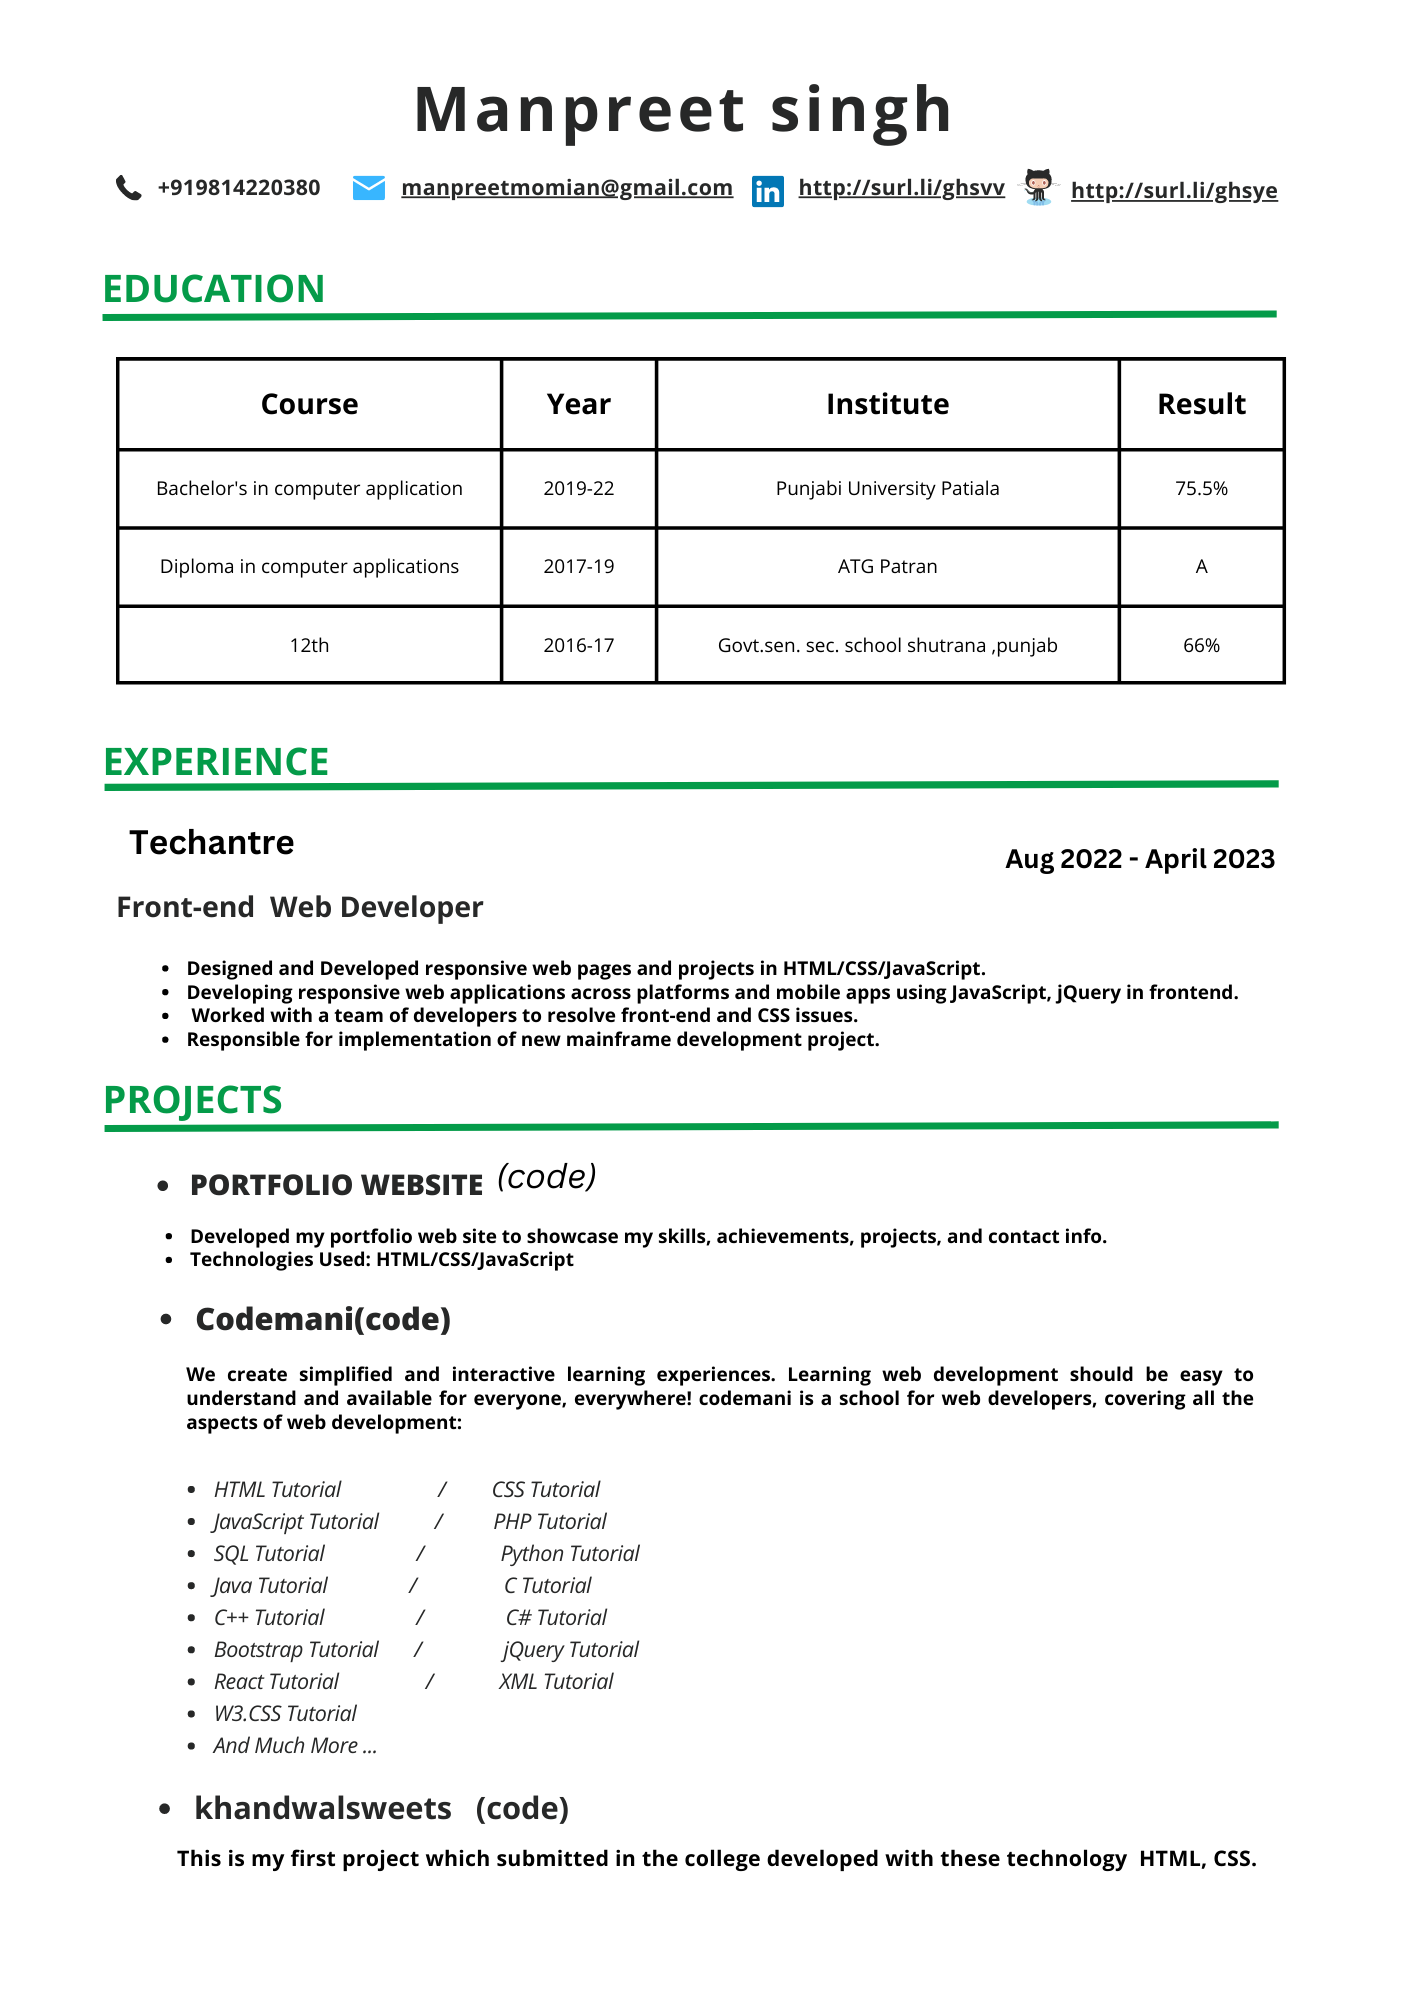 Manpreet singh
+919814220380 manpreetmomian@gmail.com http://surl.li/ghsvv http://surl.li/ghsye
EDUCATION
Course Year Institute Result
Bachelor's in computer application 2019-22 Punjabi University Patiala 75.5%
Diploma in computer applications 2017-19 ATG Patran A
12th 2016-17 Govt.sen. sec. school shutrana ,punjab 66%
EXPERIENCE
Techantre
Aug 2022 - April 2023
Front-end Web Developer
• Designed and Developed responsive web pages and projects in HTML/CSS/JavaScript.
• Developing responsive web applications across platforms and mobile apps using JavaScript, jQuery in frontend.
• Worked with a team of developers to resolve front-end and CSS issues.
• Responsible for implementation of new mainframe development project.
PROJECTS
• PORTFOLIO WEBSITE (code)
• Developed my portfolio web site to showcase my skills, achievements, projects, and contact info.
• Technologies Used: HTML/CSS/JavaScript
• Codemani(code)
We create simplified and interactive learning experiences. Learning web development should be easy to
understand and available for everyone, everywhere! codemani is a school for web developers, covering all the
aspects of web development:
• HTML Tutorial / CSS Tutorial
• JavaScript Tutorial / PHP Tutorial
• SQL Tutorial / Python Tutorial
• Java Tutorial / C Tutorial
• C++ Tutorial / C# Tutorial
• Bootstrap Tutorial / jQuery Tutorial
• React Tutorial / XML Tutorial
• W3.CSS Tutorial
• And Much More ...
• khandwalsweets (code)
This is my first project which submitted in the college developed with these technology HTML, CSS.